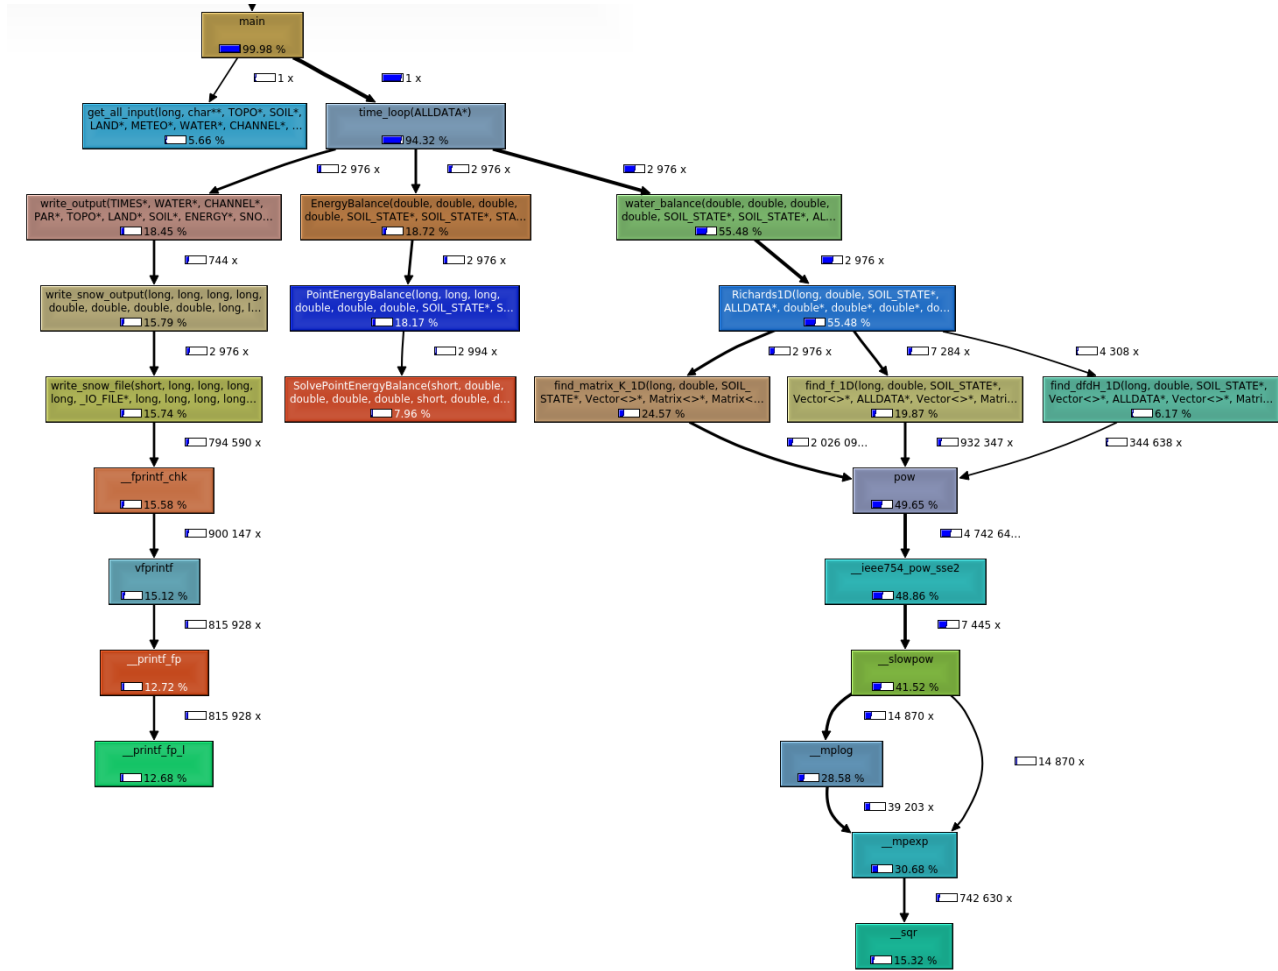 main
99.98 %
1 x
1 x
get_all_input(long, char**, TOPO*, SOIL*,
LAND*, METEO*, WATER*, CHANNEL*, ...
5.66 %
time_loop(ALLDATA*)
94.32 %
2 976 x
2 976 x
2 976 x
write_output(TIMES*, WATER*, CHANNEL*,
PAR*, TOPO*, LAND*, SOIL*, ENERGY*, SNO...
18.45 %
EnergyBalance(double, double, double,
double, SOIL_STATE*, SOIL_STATE*, STA...
18.72 %
water_balance(double, double, double,
double, SOIL_STATE*, SOIL_STATE*, AL...
55.48 %
744 x
2 976 x
2 976 x
write_snow_output(long, long, long, long,
double, double, double, double, long, l...
15.79 %
PointEnergyBalance(long, long, long,
double, double, double, SOIL_STATE*, S...
18.17 %
Richards1D(long, double, SOIL_STATE*,
ALLDATA*, double*, double*, double*, do...
55.48 %
2 976 x
2 994 x
2 976 x
7 284 x
4 308 x
write_snow_file(short, long, long, long,
long, _IO_FILE*, long, long, long, long...
15.74 %
SolvePointEnergyBalance(short, double,
double, double, double, short, double, d...
7.96 %
find_matrix_K_1D(long, double, SOIL_
STATE*, Vector<>*, Matrix<>*, Matrix<...
24.57 %
find_f_1D(long, double, SOIL_STATE*,
Vector<>*, ALLDATA*, Vector<>*, Matri...
19.87 %
find_dfdH_1D(long, double, SOIL_STATE*,
Vector<>*, ALLDATA*, Vector<>*, Matri...
6.17 %
794 590 x
2 026 09...
932 347 x
344 638 x
__fprintf_chk
15.58 %
pow
49.65 %
900 147 x
4 742 64...
vfprintf
15.12 %
__ieee754_pow_sse2
48.86 %
815 928 x
7 445 x
__printf_fp
12.72 %
__slowpow
41.52 %
815 928 x
14 870 x
14 870 x
__printf_fp_l
12.68 %
__mplog
28.58 %
39 203 x
__mpexp
30.68 %
742 630 x
__sqr
15.32 %